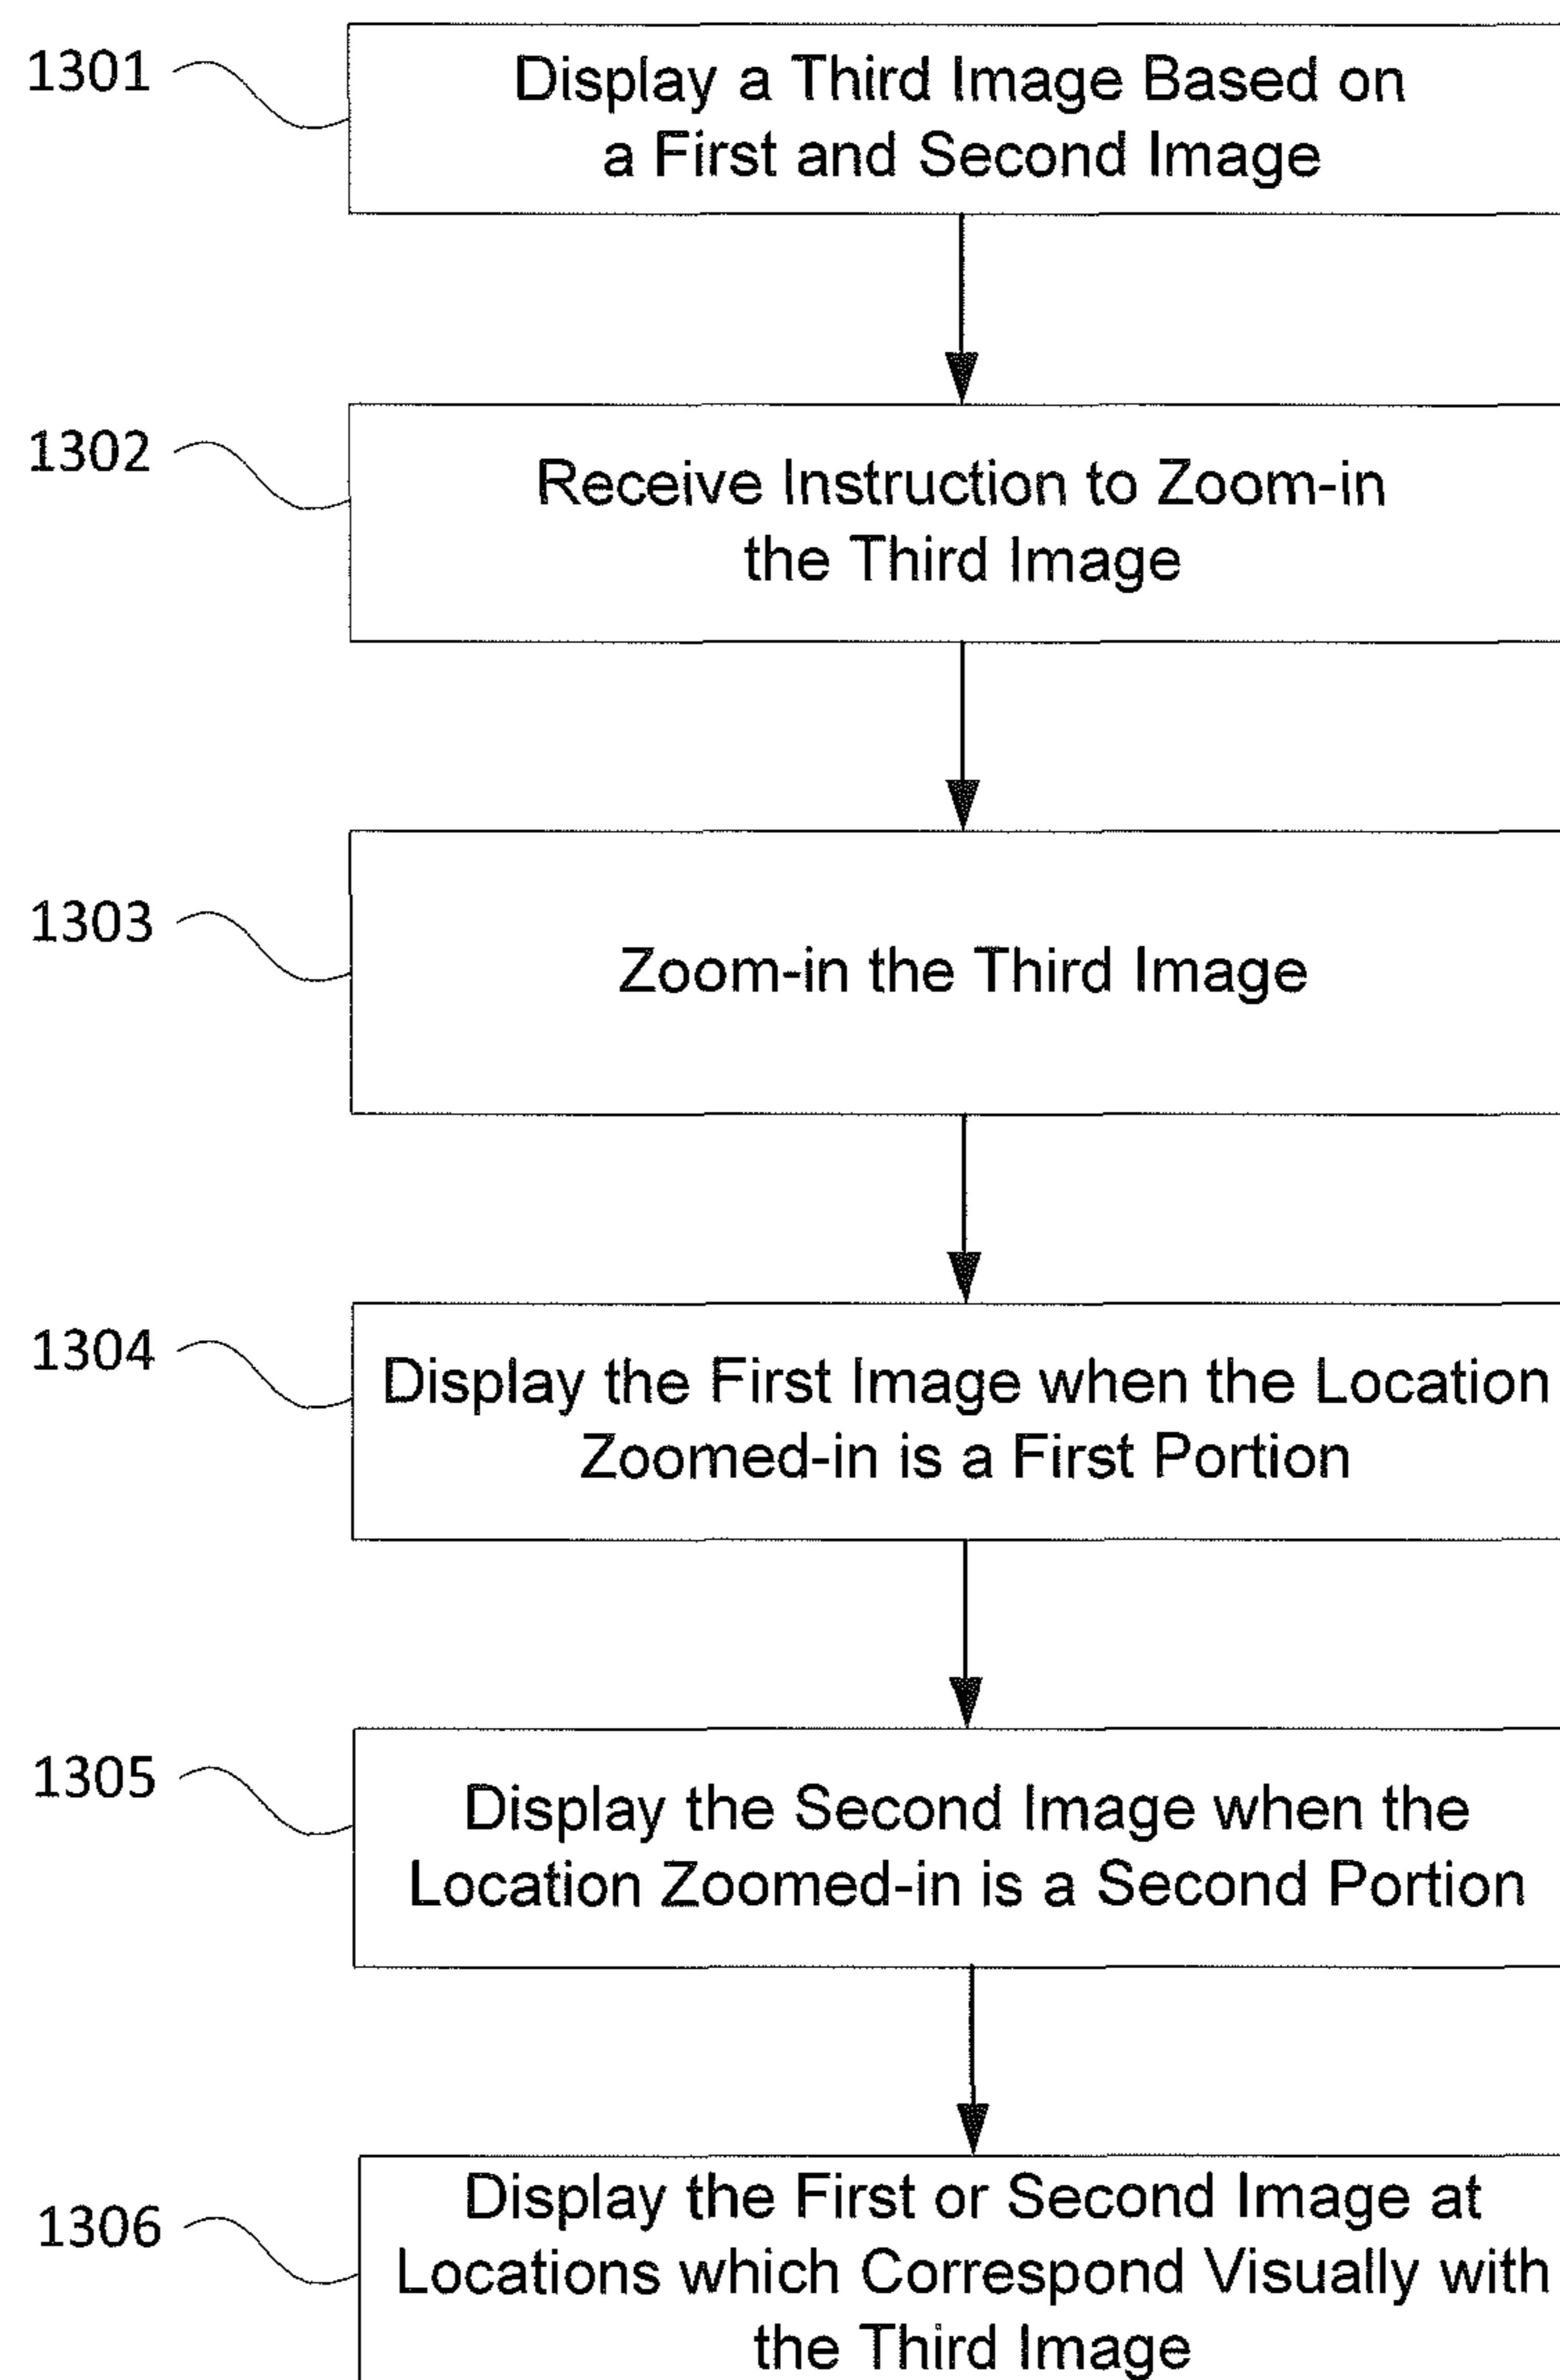 1301
Display a Third Image Based on
a First and Second Image
1302
Receive Instruction to Zoom-in
the Third Image
1303
Zoom-in the Third Image
1304
Display the First Image when the Location
Zoomed-in is a First Portion
1305
Display the Second Image when the
Location Zoomed-in is a Second Portion
1306
Display the First or Second Image at
Locations which Correspond Visually with
the Third Image